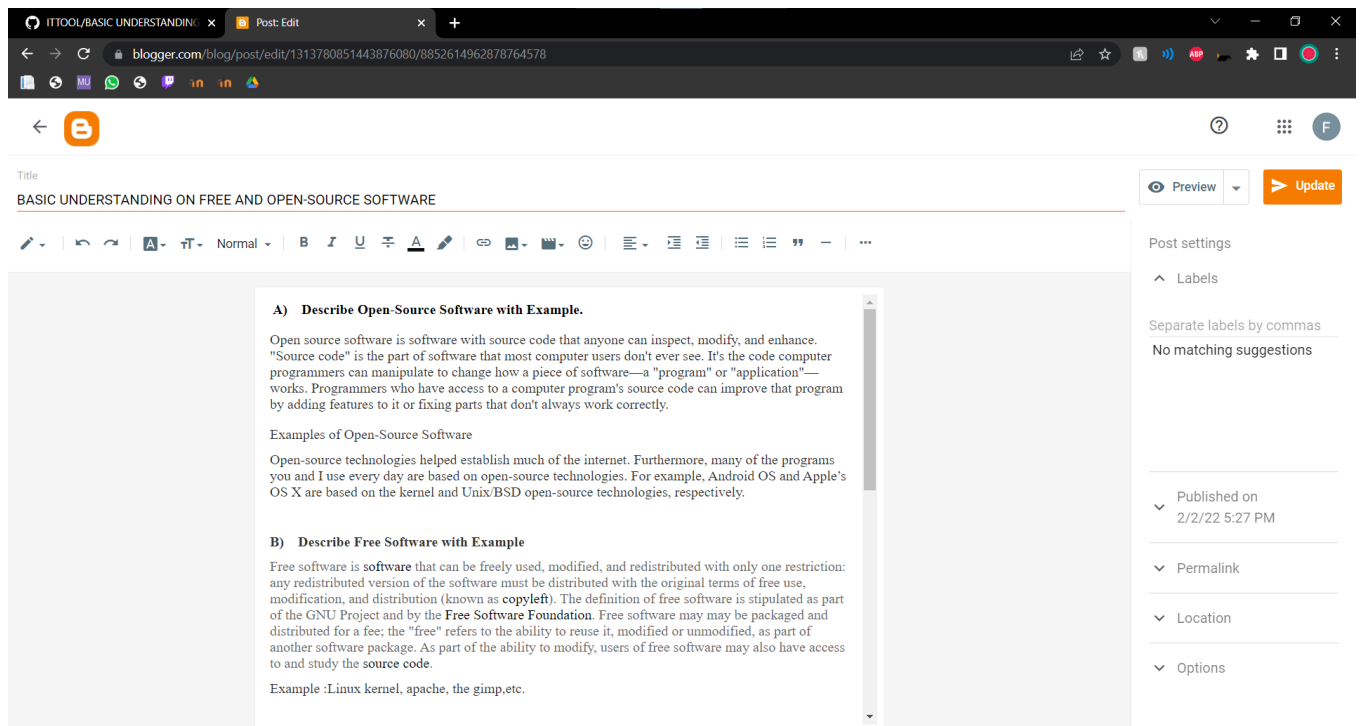 ITTOOL/BASIC UNDERSTANDING
Post: Edit
blogger.com/blog/post/edit/1313780851443876080/8852614962878764578
ABP
MU
F
Title
BASIC UNDERSTANDING ON FREE AND OPEN-SOURCE SOFTWARE
Preview
Update
Normal
B I U A
Post settings
Labels
Separate labels by commas
No matching suggestions
Published on
2/2/22 5:27 PM
Permalink
Location
Options
A) Describe Open-Source Software with Example.
Open source software is software with source code that anyone can inspect, modify, and enhance.
"Source code" is the part of software that most computer users don't ever see. It's the code computer
programmers can manipulate to change how a piece of software—a "program" or "application"—
works. Programmers who have access to a computer program's source code can improve that program
by adding features to it or fixing parts that don't always work correctly.
Examples of Open-Source Software
Open-source technologies helped establish much of the internet. Furthermore, many of the programs
you and I use every day are based on open-source technologies. For example, Android OS and Apple’s
OS X are based on the kernel and Unix/BSD open-source technologies, respectively.
B) Describe Free Software with Example
Free software is software that can be freely used, modified, and redistributed with only one restriction:
any redistributed version of the software must be distributed with the original terms of free use,
modification, and distribution (known as copyleft). The definition of free software is stipulated as part
of the GNU Project and by the Free Software Foundation. Free software may may be packaged and
distributed for a fee; the "free" refers to the ability to reuse it, modified or unmodified, as part of
another software package. As part of the ability to modify, users of free software may also have access
to and study the source code.
Example :Linux kernel, apache, the gimp,etc.